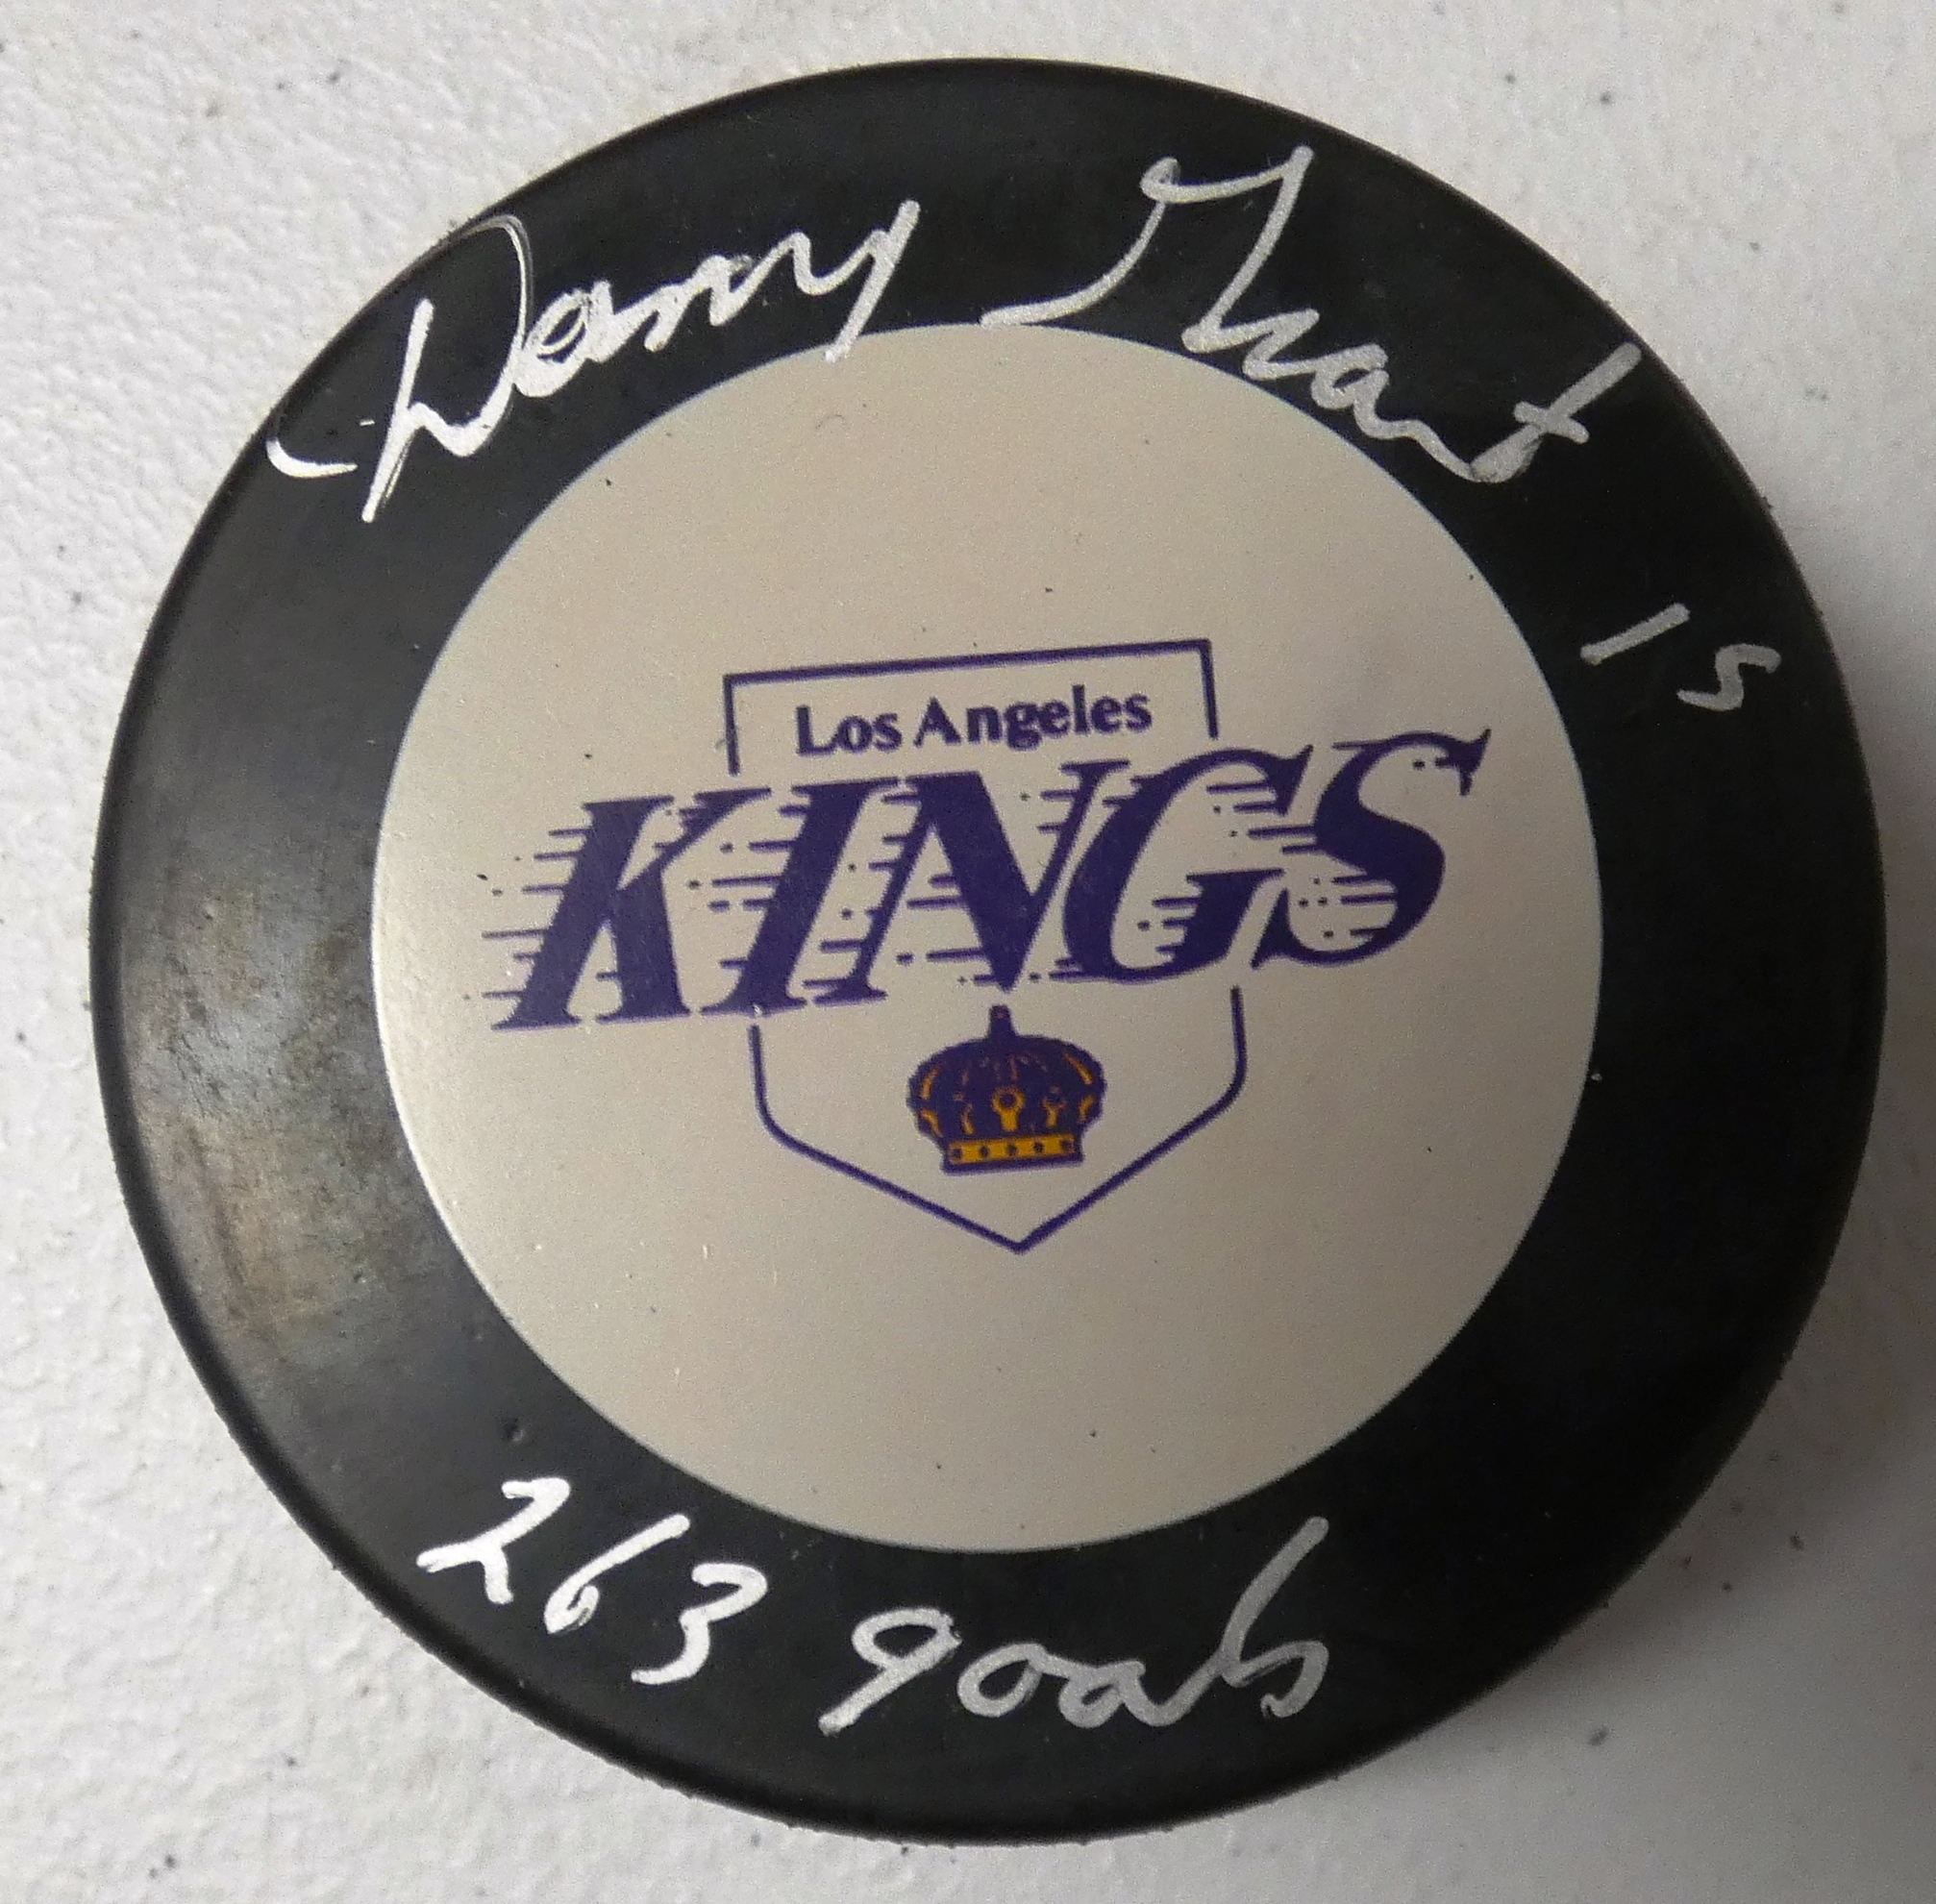 Danny Grant 15
Los Angeles
KINGS
263 goals